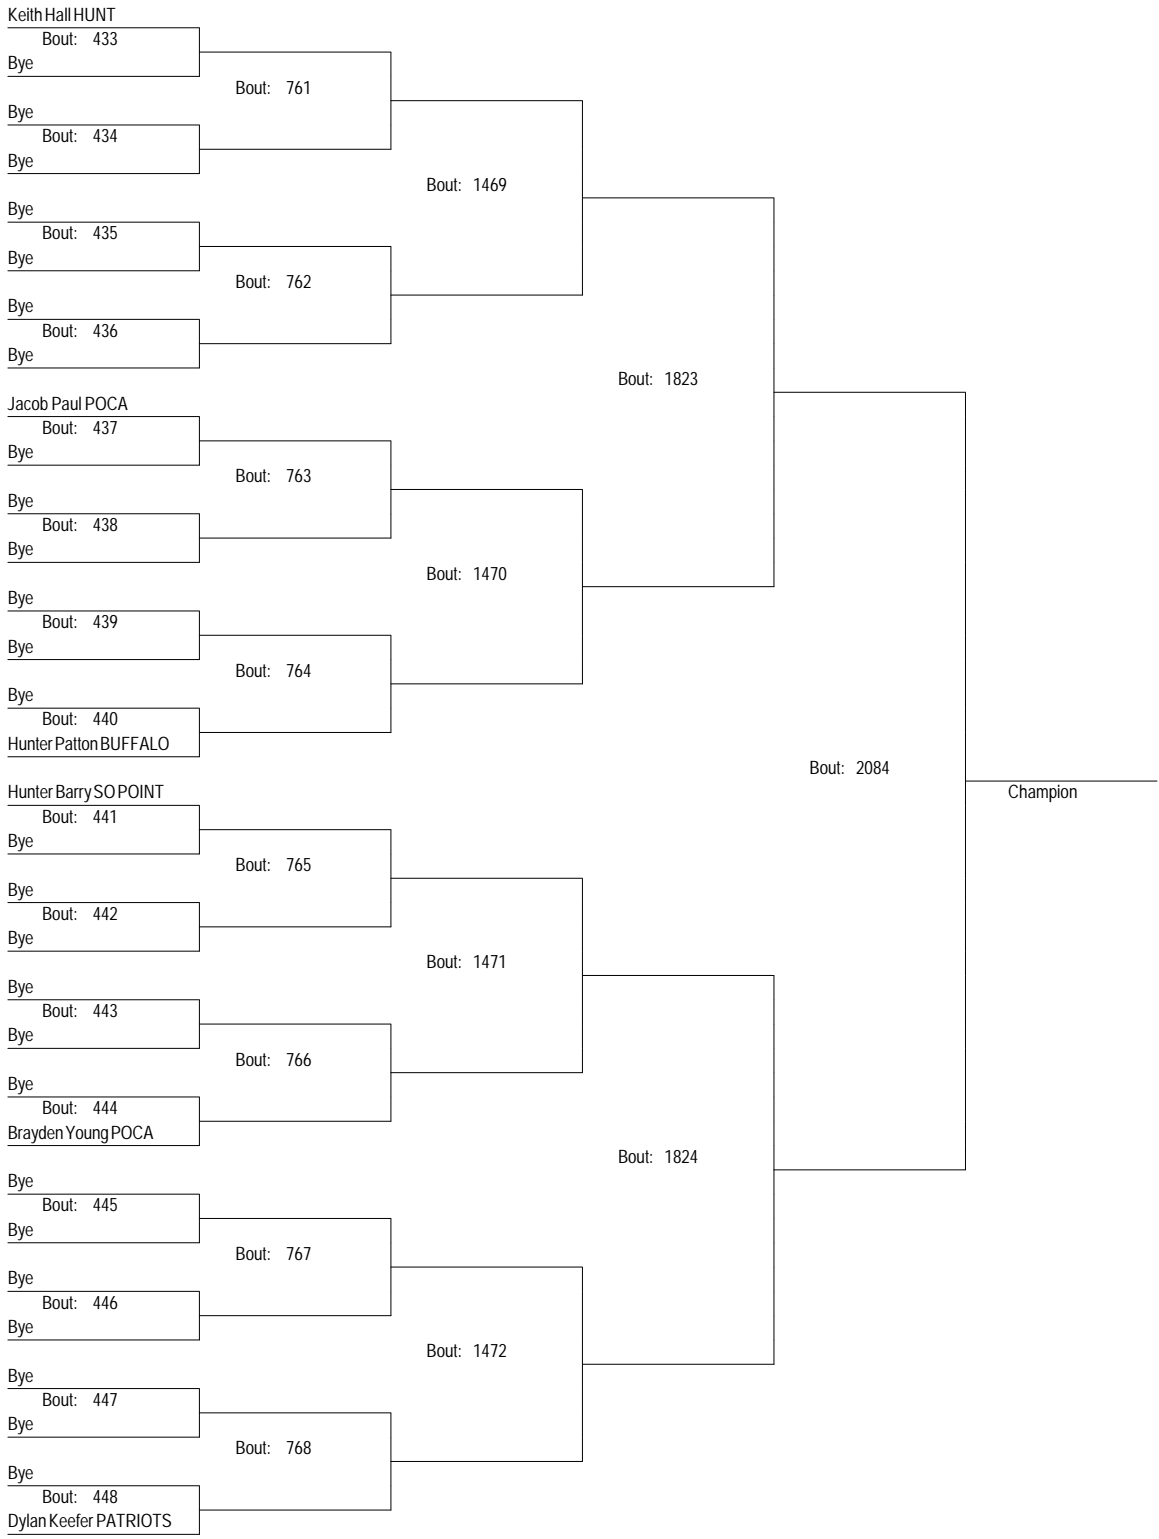 Keith Hall HUNT
Bout: 433
Bye
Bout: 761
Bye
Bout: 434
Bye
Bout: 1469
Bye
Bout: 435
Bye
Bout: 762
Bye
Bout: 436
Bye
Bout: 1823
Jacob Paul POCA
Bout: 437
Bye
Bout: 763
Bye
Bout: 438
Bye
Bout: 1470
Bye
Bout: 439
Bye
Bout: 764
Bye
Bout: 440
Hunter Patton BUFFALO
Bout: 2084
Champion
Hunter Barry SO POINT
Bout: 441
Bye
Bout: 765
Bye
Bout: 442
Bye
Bout: 1471
Bye
Bout: 443
Bye
Bout: 766
Bye
Bout: 444
Brayden Young POCA
Bout: 1824
Bye
Bout: 445
Bye
Bout: 767
Bye
Bout: 446
Bye
Bout: 1472
Bye
Bout: 447
Bye
Bout: 768
Bye
Bout: 448
Dylan Keefer PATRIOTS